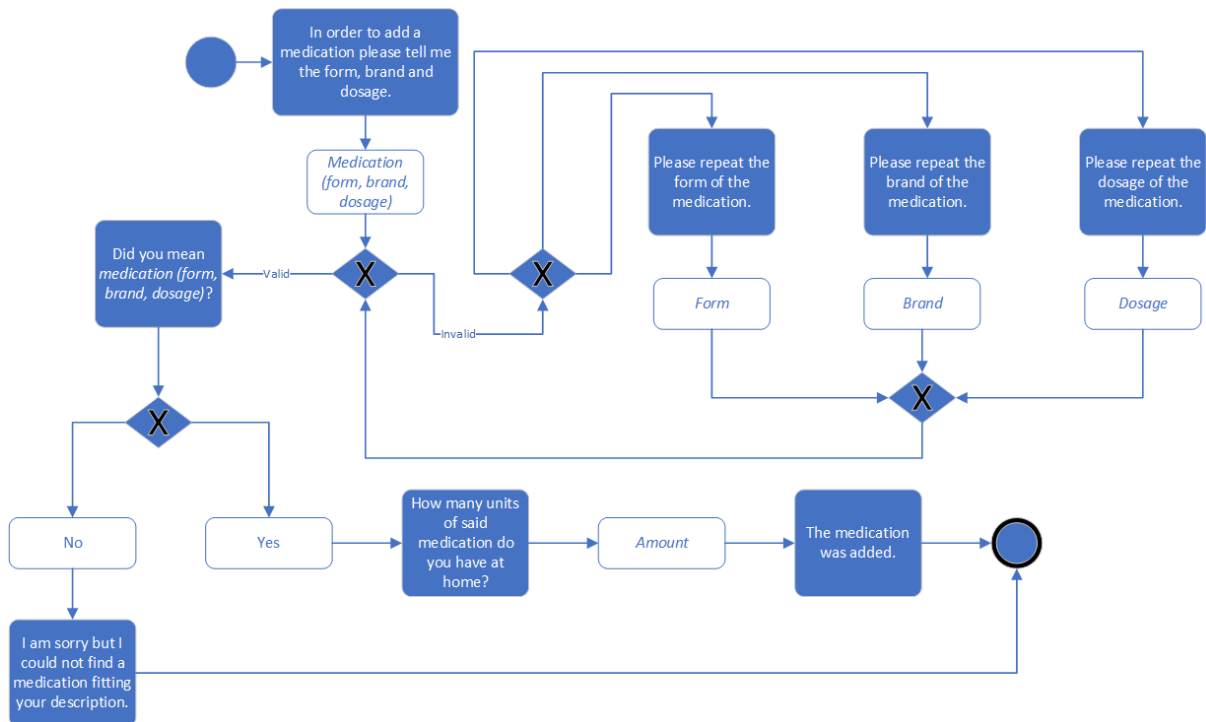 In order to add a
medication please tell me
the form, brand and
dosage.
Medication
(form, brand,
dosage)
Please repeat the
form of the
medication.
Please repeat the
brand of the
medication.
Please repeat the
dosage of the
medication.
Did you mean
medication (form,
brand, dosage)?
Valid
X
X
Invalid
Form
Brand
Dosage
X
X
No
Yes
How many units
of said
medication do
you have at
home?
Amount
The medication
was added.
I am sorry but I
could not find a
medication fitting
your description.